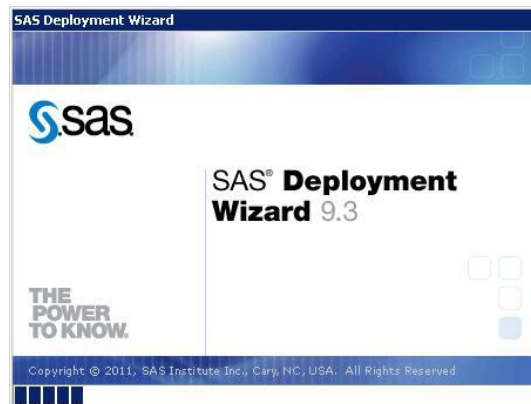 SAS Deployment Wizard
sas
SAS® Deployment
Wizard 9.3
THE
POWER
TO KNOW.
Copyright © 2011, SAS Institute Inc., Cary, NC, USA. All Rights Reserved